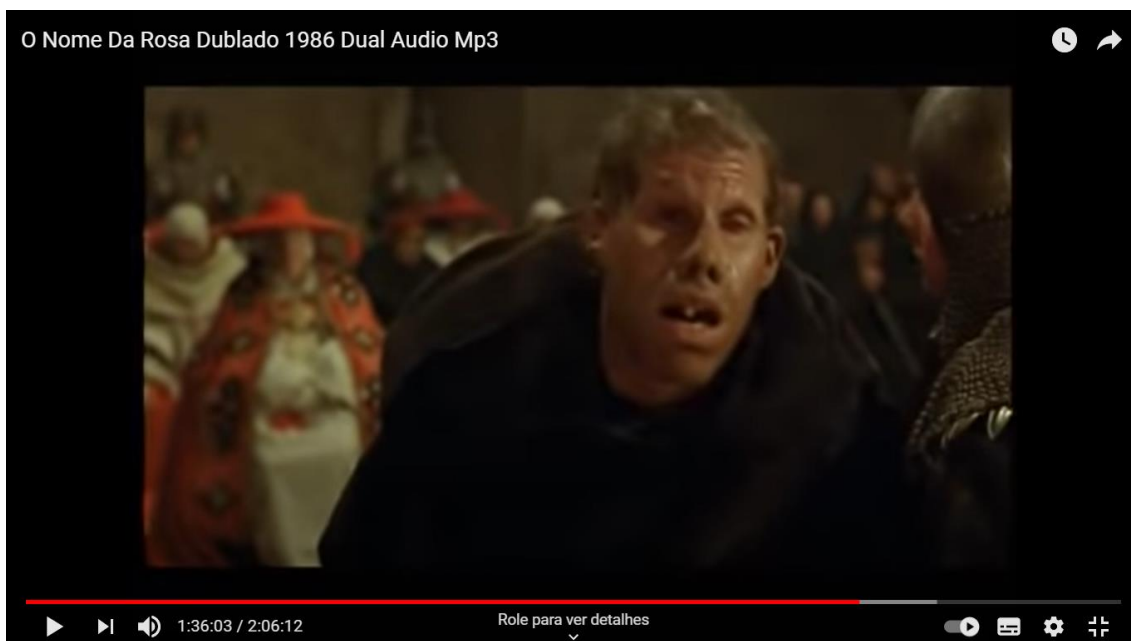 O Nome Da Rosa Dublado 1986 Dual Audio Mp3
1:36:03 / 2:06:12
Role para ver detalhes